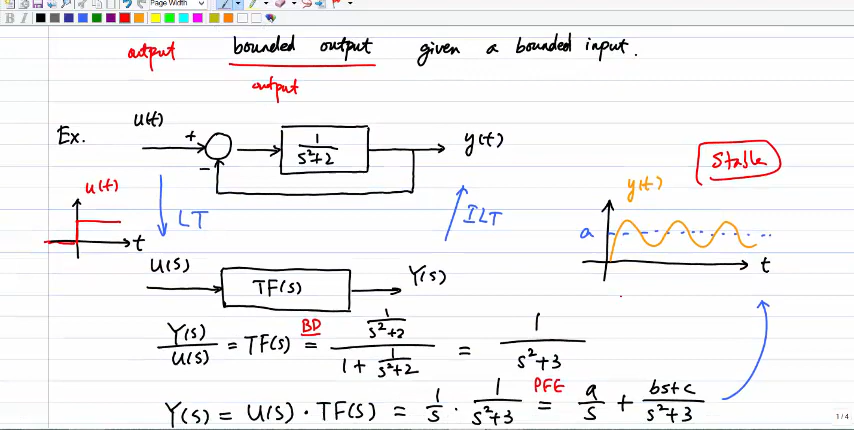 Page Width
B I U
output bounded output given a bounded input.
output
Ex. u(t) + - 1/(s²+2) y(t)
Stable
u(t) t
LT
ILT
y(t) a t
U(s) TF(s) Y(s)
Y(s)/U(s) = TF(s) BD = (1/(s²+2))/(1 + 1/(s²+2)) = 1/(s²+3)
Y(s) = U(s) · TF(s) = 1/s · 1/(s²+3) PFE = a/s + (bs+c)/(s²+3)
1/4